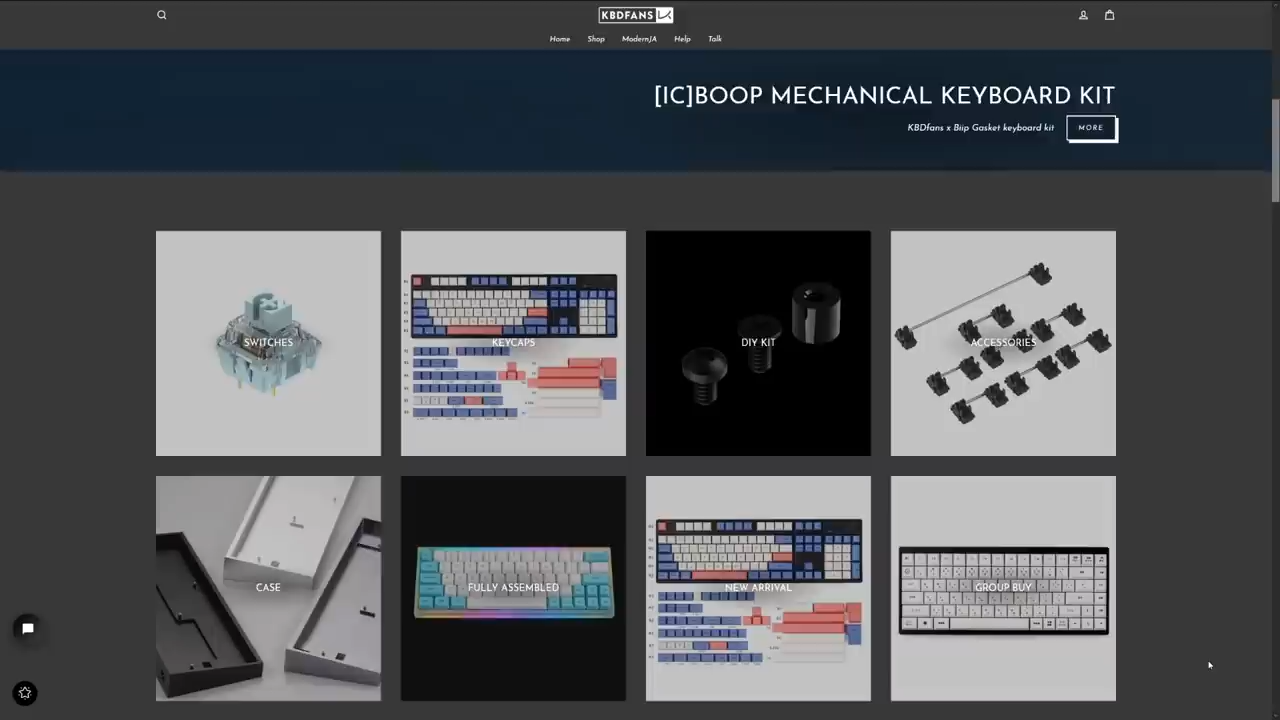 KBDFANS
Home Shop ModernJA Help Talk
[IC]BOOP MECHANICAL KEYBOARD KIT
KBDfans x Biip Gasket keyboard kit
MORE
SWITCHES
KEYCAPS
DIY KIT
ACCESSORIES
CASE
FULLY ASSEMBLED
NEW ARRIVAL
GROUP BUY